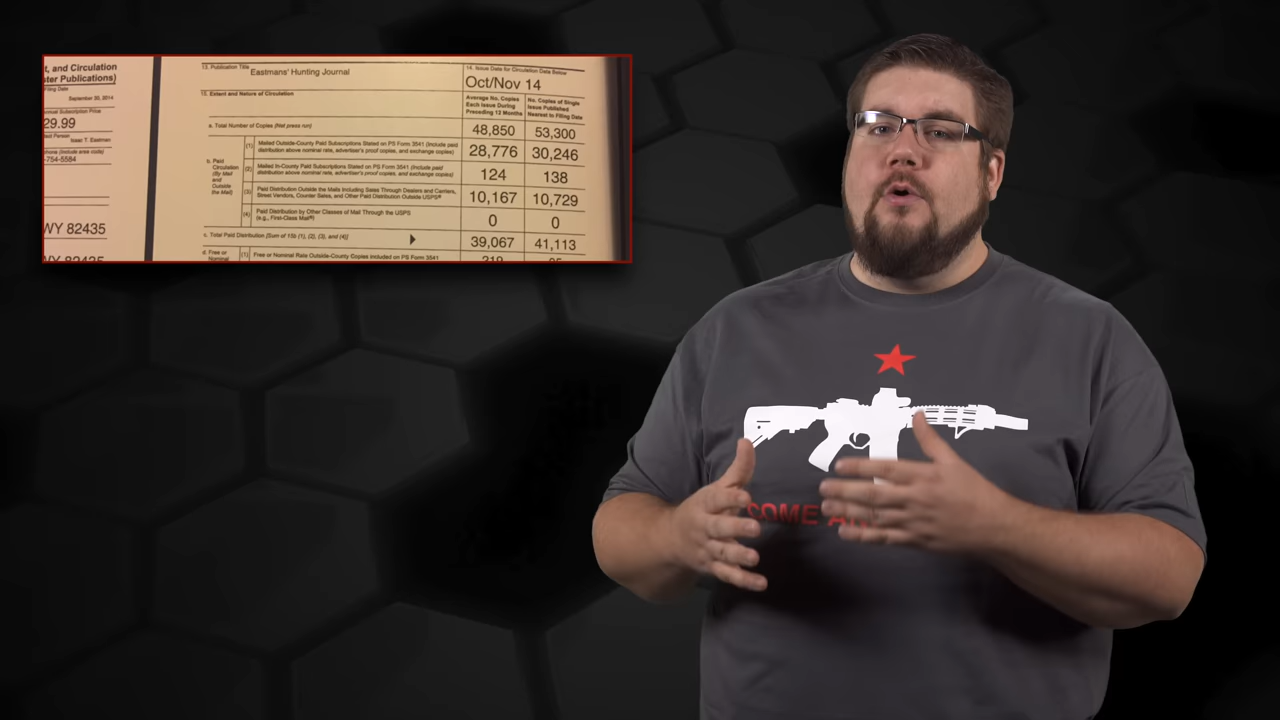 t, and Circulation
ter Publications)
Filing Date
September 30, 2014
Annual Subscription Price
29.99
Isaac T. Eastman
-754-5584
WY 82435
WY 82435
13. Publication Title
Eastmans' Hunting Journal
14. Issue Date for Circulation Data Below
Oct/Nov 14
15. Extent and Nature of Circulation
Average No. Copies Each Issue During Preceding 12 Months
No. Copies of Single Issue Published Nearest to Filing Date
a. Total Number of Copies (Net press run)
48,850 53,300
b. Paid Circulation (By Mail and Outside the Mail)
(1) Mailed Outside-County Paid Subscriptions Stated on PS Form 3541 (Include paid distribution above nominal rate, advertiser's proof copies, and exchange copies)
28,776 30,246
(2) Mailed In-County Paid Subscriptions Stated on PS Form 3541 (Include paid distribution above nominal rate, advertiser's proof copies, and exchange copies)
124 138
(3) Paid Distribution Outside the Mails Including Sales Through Dealers and Carriers, Street Vendors, Counter Sales, and Other Paid Distribution Outside USPS®
10,167 10,729
(4) Paid Distribution by Other Classes of Mail Through the USPS (e.g., First-Class Mail®)
0 0
c. Total Paid Distribution [Sum of 15b (1), (2), (3), and (4)]
39,067 41,113
d. Free or Nominal
(1) Free or Nominal Rate Outside-County Copies included on PS Form 3541
COME A